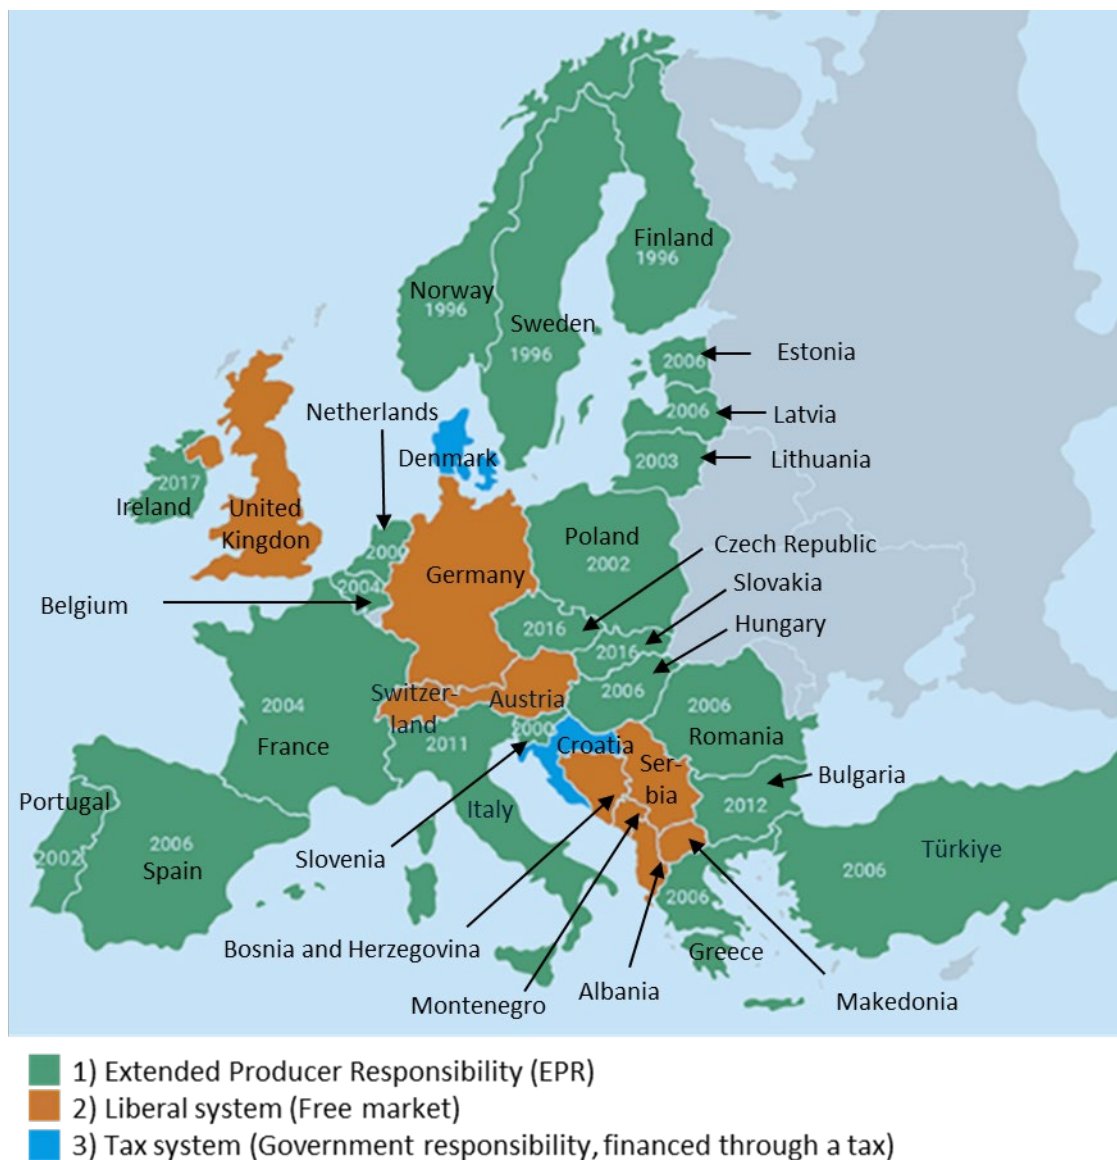 Finland
1996
Norway
1996
Sweden
1996
2006
Estonia
Netherlands
2006
Latvia
Denmark
2003
Lithuania
2017
Ireland
United
Kingdon
Poland
2002
Czech Republic
Germany
Slovakia
2004
Belgium
2016
Hungary
2016
2006
Switzer-
land
Austria
2004
France
2011
2000
Croatia
2006
Romania
Ser-
bia
Bulgaria
2012
Portugal
2002
2006
Spain
Italy
Slovenia
2006
Türkiye
2006
Greece
Bosnia and Herzegovina
Montenegro
Albania
Makedonia
1) Extended Producer Responsibility (EPR)
2) Liberal system (Free market)
3) Tax system (Government responsibility, financed through a tax)